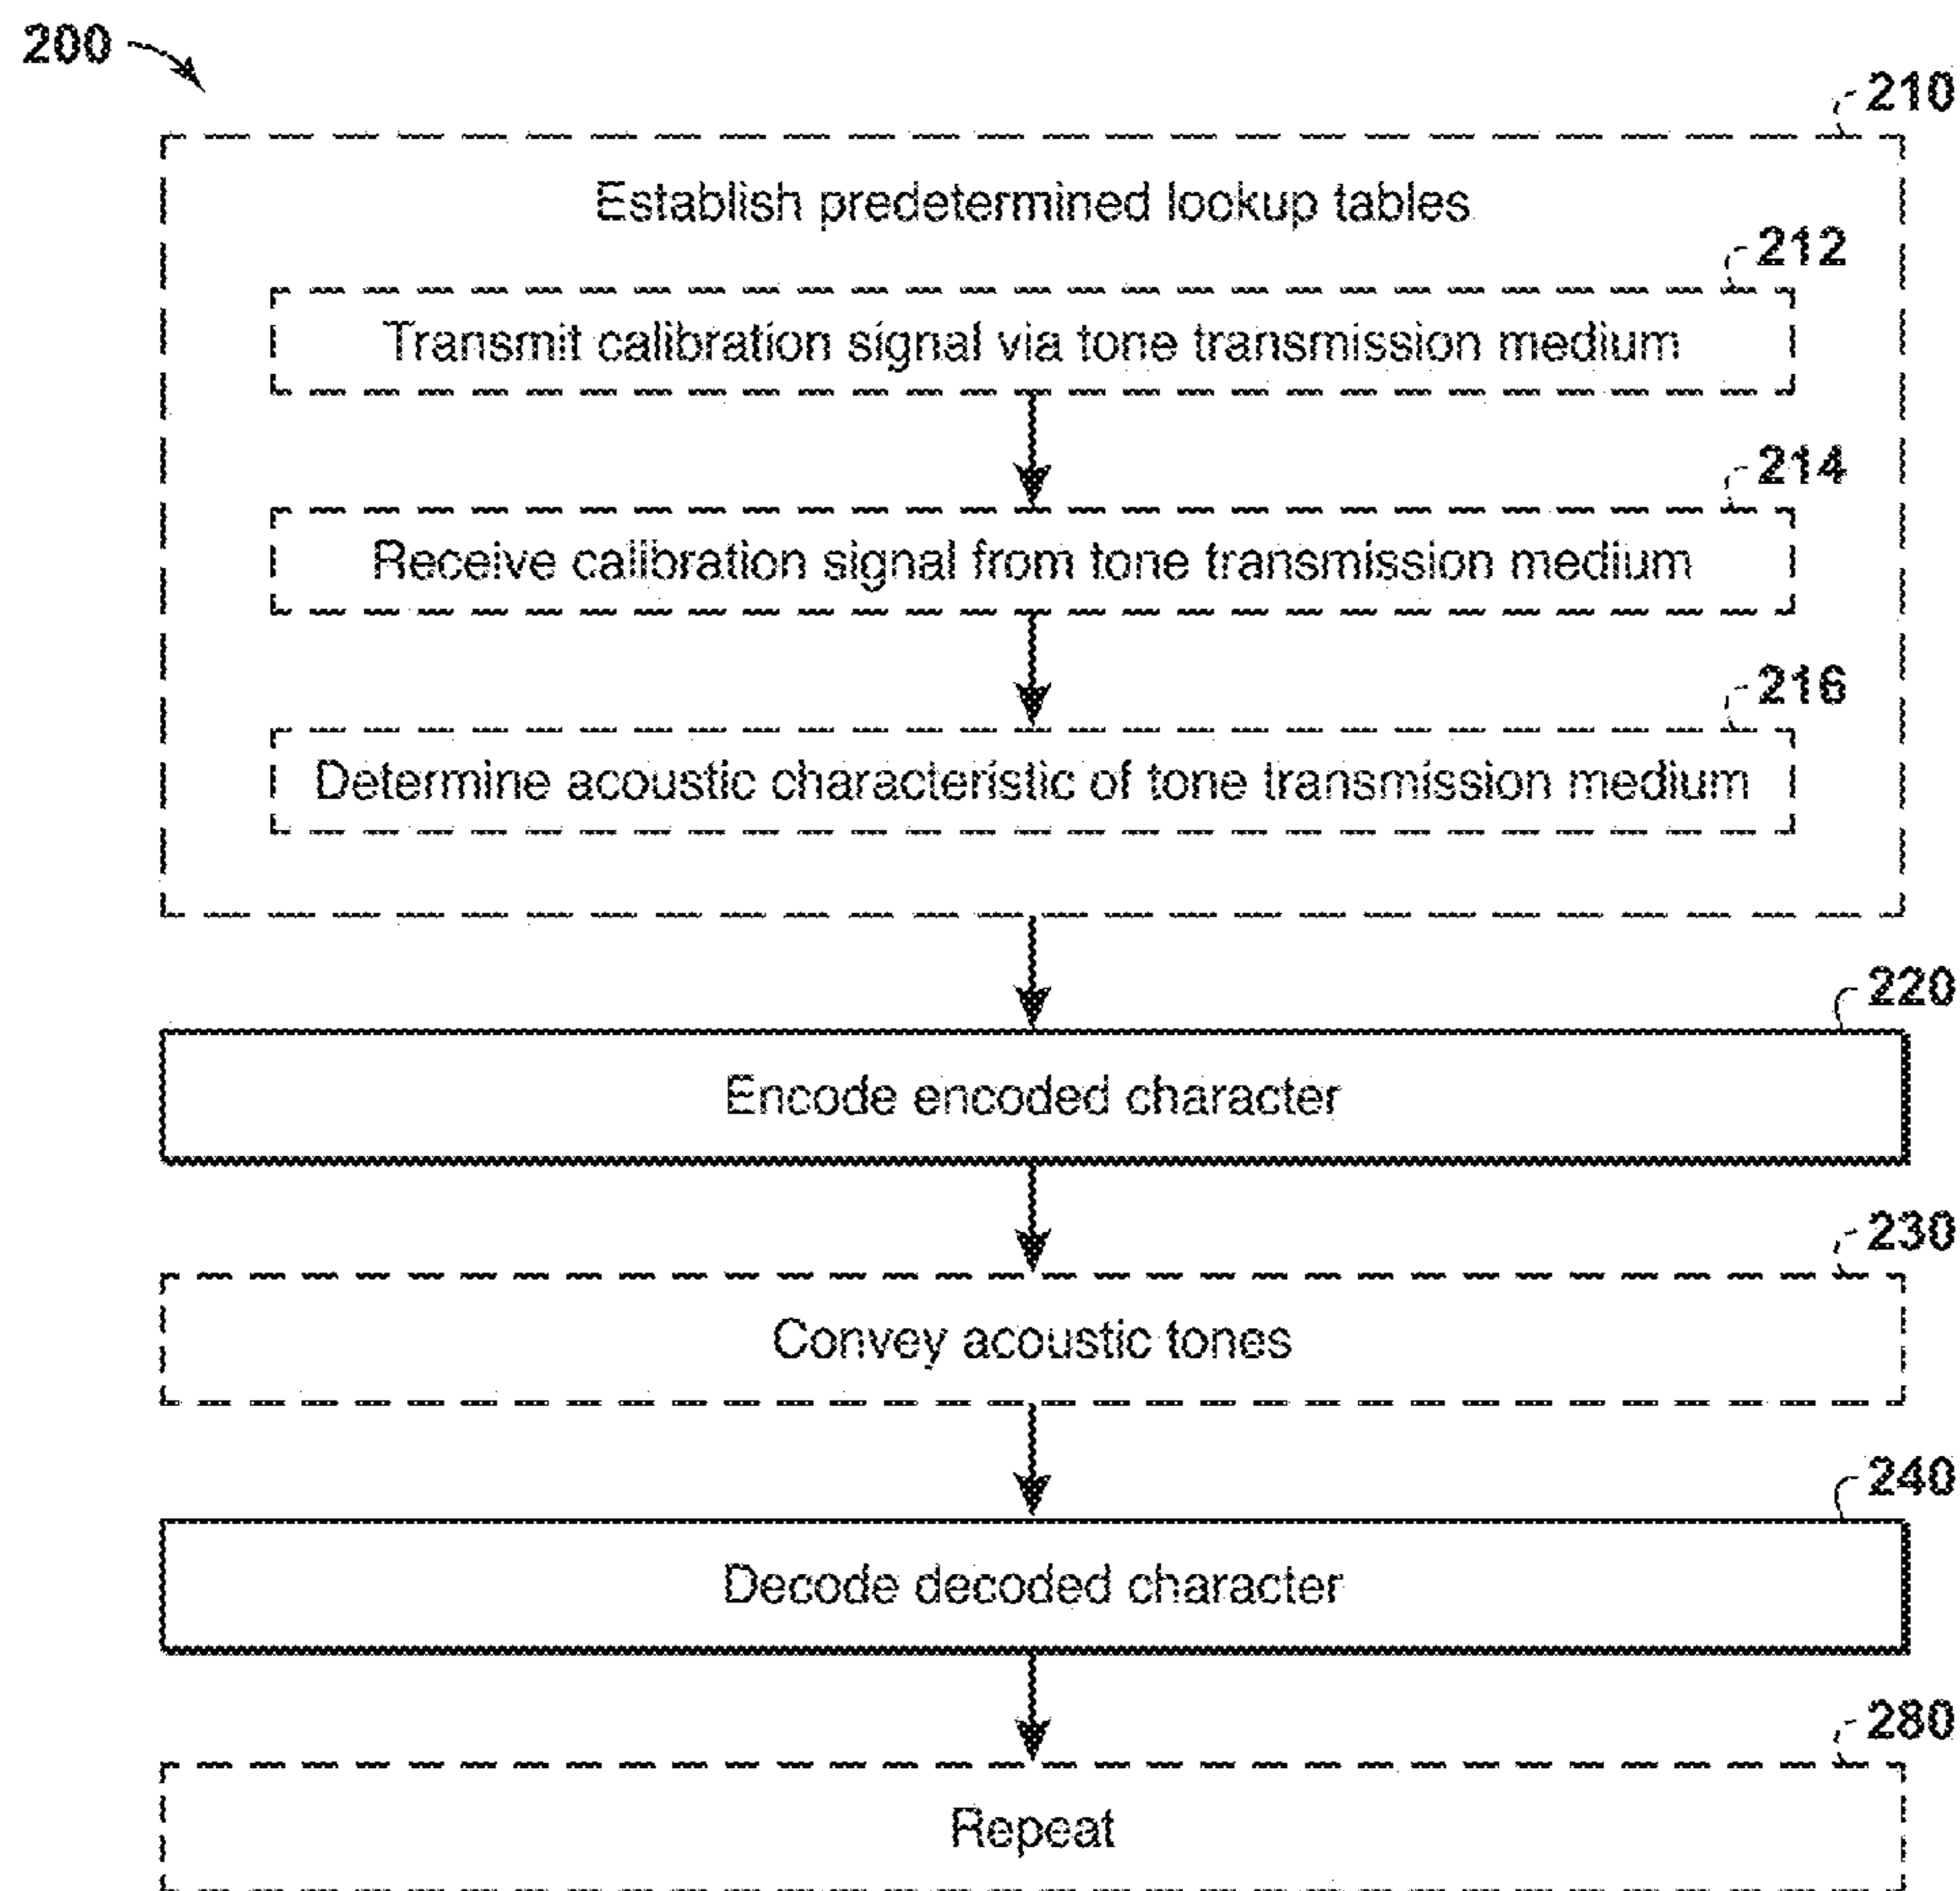 200
210
Establish predetermined lookup tables
212
Transmit calibration signal via tone transmission medium
214
Receive calibration signal from tone transmission medium
216
Determine acoustic characteristic of tone transmission medium
220
Encode encoded character
230
Convey acoustic tones
240
Decode decoded character
280
Repeat